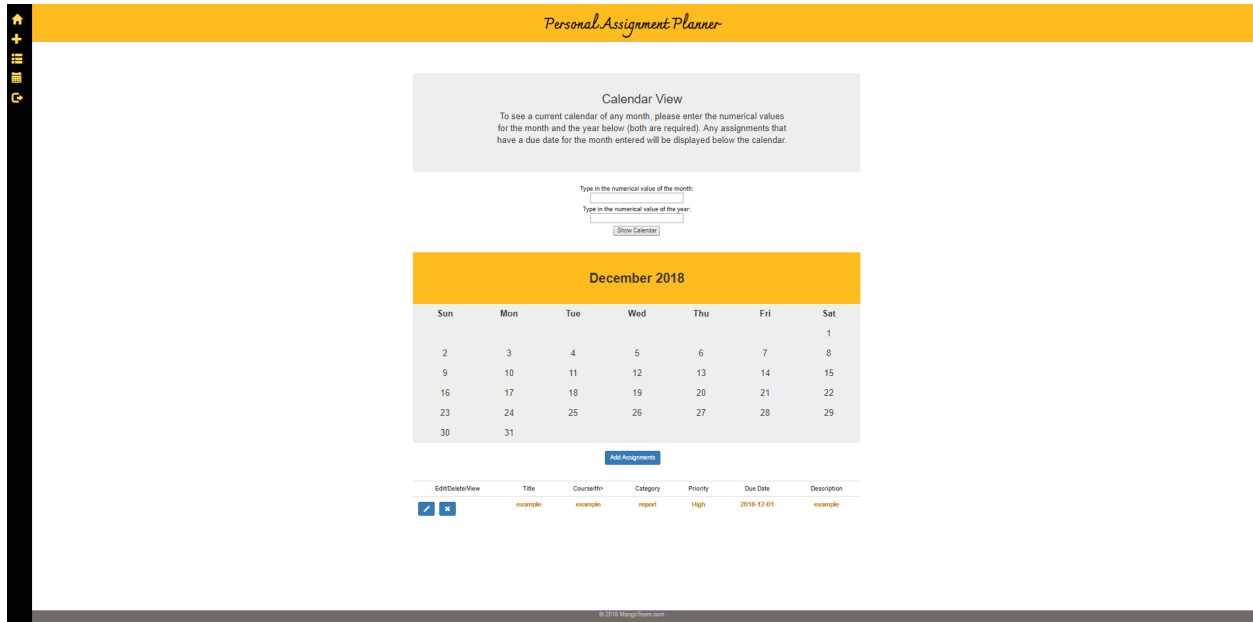 Personal Assignment Planner
Calendar View
To see a current calendar of any month, please enter the numerical values
for the month and the year below (both are required). Any assignments that
have a due date for the month entered will be displayed below the calendar.
Type in the numerical value of the month:
Type in the numerical value of the year:
Show Calendar
December 2018
Sun Mon Tue Wed Thu Fri Sat
1
2 3 4 5 6 7 8
9 10 11 12 13 14 15
16 17 18 19 20 21 22
23 24 25 26 27 28 29
30 31
Add Assignments
Edit/Delete/View Title Course/th> Category Priority Due Date Description
example example report High 2018-12-01 example
© 2018 MangoTeam.com